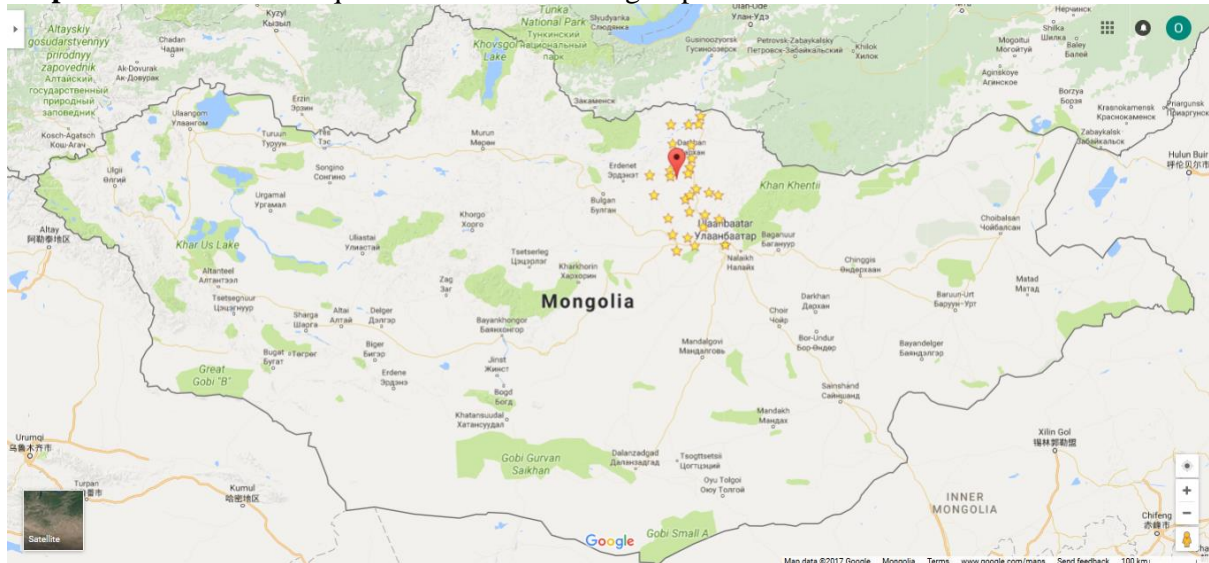 Kyzyl
Кызыл
Tunka
National Park
Тункинский
национальный
парк
Slyudyanka
Слюдянка
Ulan-Ude
Улан-Удэ
Нерчинск
Altayskiy
gosudarstvennyy
prirodnyy
zapovednik
Алтайский
государственный
природный
заповедник
Chadan
Чадан
Ak-Dovurak
Ак-Довурак
Khovsgol
Lake
Gusinoozyorsk
Гусиноозерск
Petrovsk-Zabaykalsky
Петровск-Забайкальский
Khilok
Хилок
Mogoitui
Могойтуй
Shilka
Шилка
Baley
Балей
O
Aginskoye
Агинское
Borzya
Борзя
Krasnokamensk
Краснокаменск
Priargunsk
Приаргунск
Zabaykalsk
Забайкальск
Hulun Buir
呼伦贝尔市
Kosch-Agatsch
Кош-Агач
Ulaangom
Улаангом
Erzin
Эрзин
Закаменск
Turuun
Туруун
Tes
Тэс
Murun
Мөрөн
Darkhan
Дархан
Ulgii
Өлгий
Songino
Сонгино
Erdenet
Эрдэнэт
Khan Khentii
Urgamal
Ургамал
Bulgan
Булган
Altay
阿勒泰地区
Khar Us Lake
Uliastai
Улиастай
Khorgo
Хорго
Ulaanbaatar
Улаанбаатар
Baganuur
Багануур
Choibalsan
Чойбалсан
Tsetserleg
Цэцэрлэг
Kharkhorin
Хархорин
Nalaikh
Налайх
Chinggis
Өндөрхаан
Altanteel
Алтантээл
Zag
Заг
Matad
Матад
Tsetsegnuur
Цэцэгнуур
Mongolia
Darkhan
Дархан
Baruun-Urt
Баруун-Урт
Sharga
Шарга
Altai
Алтай
Delger
Дэлгэр
Bayankhongor
Баянхонгор
Choir
Чойр
Mandalgovi
Мандалговь
Bor-Undur
Бор-Өндөр
Bayandelger
Баяндэлгэр
Bugat
Бугат
Төгрөг
Biger
Бигэр
Jinst
Жинст
Great
Gobi "B"
Erdene
Эрдэнэ
Bogd
Богд
Sainshand
Сайншанд
Khatansuudal
Хатансуудал
Mandakh
Мандах
Urumqi
乌鲁木齐市
Xilin Gol
锡林郭勒盟
Gobi Gurvan
Saikhan
Dalanzadgad
Даланзадгад
Tsogttsetsii
Цогтцэций
Turpan
Kumul
哈密地区
Oyu Tolgoi
Оюу Толгой
INNER
MONGOLIA
Chifeng
赤峰市
Satellite
Google
Gobi Small A
Map data ©2017 Google Mongolia Terms www.google.com/maps Send feedback 100 km